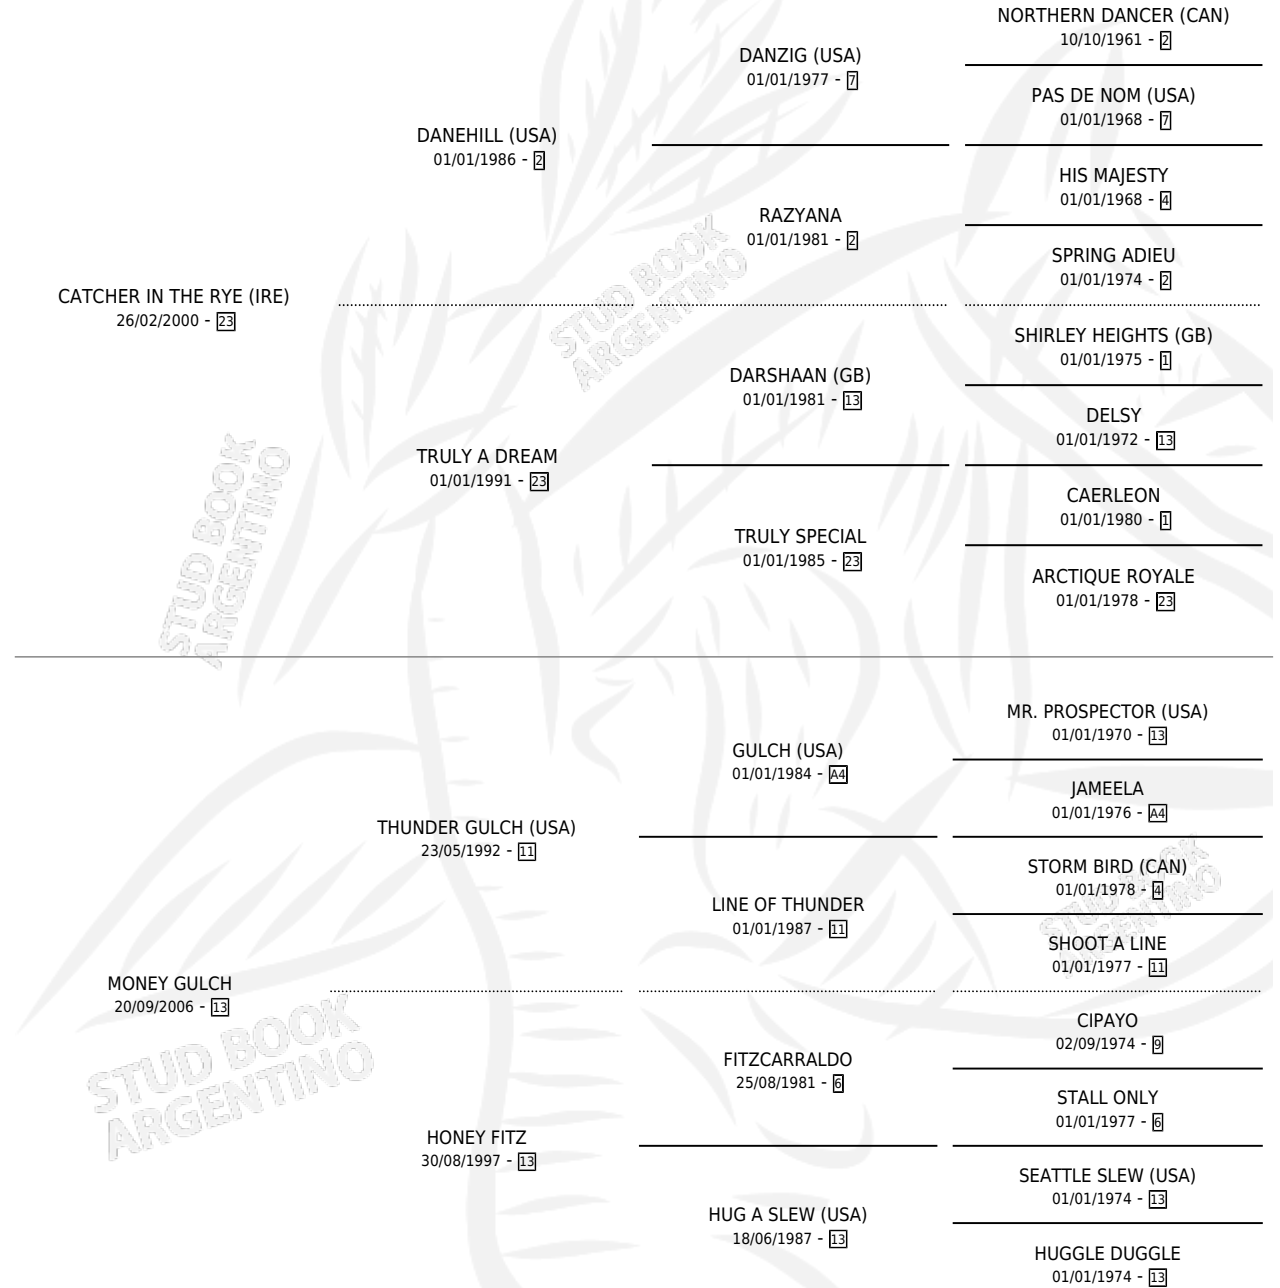 NORTHERN DANCER (CAN)
10/10/1961 - 2
DANZIG (USA)
01/01/1977 - 7
PAS DE NOM (USA)
01/01/1968 - 7
DANEHILL (USA)
01/01/1986 - 2
HIS MAJESTY
01/01/1968 - 4
RAZYANA
01/01/1981 - 2
SPRING ADIEU
01/01/1974 - 2
CATCHER IN THE RYE (IRE)
26/02/2000 - 23
STUD BOOK
ARGENTINO
SHIRLEY HEIGHTS (GB)
01/01/1975 - 1
DARSHAAN (GB)
01/01/1981 - 13
DELSY
01/01/1972 - 13
TRULY A DREAM
01/01/1991 - 23
CAERLEON
01/01/1980 - 1
TRULY SPECIAL
01/01/1985 - 23
ARCTIQUE ROYALE
01/01/1978 - 23
STUD BOOK
ARGENTINO
MR. PROSPECTOR (USA)
01/01/1970 - 13
GULCH (USA)
01/01/1984 - A4
JAMEELA
01/01/1976 - A4
THUNDER GULCH (USA)
23/05/1992 - 11
STORM BIRD (CAN)
01/01/1978 - 4
LINE OF THUNDER
01/01/1987 - 11
STUD BOOK
ARGENTINO
SHOOT A LINE
01/01/1977 - 11
MONEY GULCH
20/09/2006 - 13
CIPAYO
02/09/1974 - 9
STUD BOOK
ARGENTINO
FITZCARRALDO
25/08/1981 - 6
STALL ONLY
01/01/1977 - 6
HONEY FITZ
30/08/1997 - 13
SEATTLE SLEW (USA)
01/01/1974 - 13
HUG A SLEW (USA)
18/06/1987 - 13
HUGGLE DUGGLE
01/01/1974 - 13